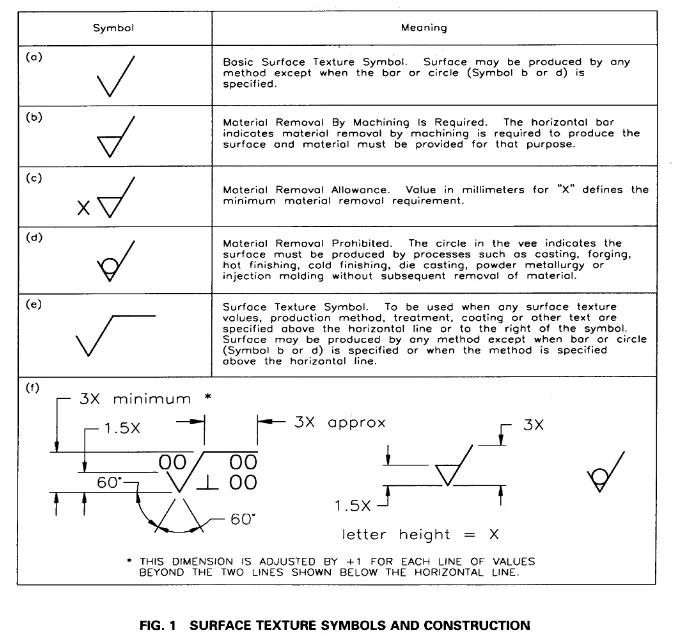 Symbol
Meaning
(a)
Basic Surface Texture Symbol. Surface may be produced by any
method except when the bar or circle (Symbol b or d) is
specified.
(b)
Material Removal By Machining Is Required. The horizontal bar
indicates material removal by machining is required to produce the
surface and material must be provided for that purpose.
(c)
X
Material Removal Allowance. Value in millimeters for "X" defines the
minimum material removal requirement.
(d)
Material Removal Prohibited. The circle in the vee indicates the
surface must be produced by processes such as casting, forging,
hot finishing, cold finishing, die casting, powder metallurgy or
injection molding without subsequent removal of material.
(e)
Surface Texture Symbol. To be used when any surface texture
values, production method, treatment, coating or other text are
specified above the horizontal line or to the right of the symbol.
Surface may be produced by any method except when bar or circle
(Symbol b or d) is specified or when the method is specified
above the horizontal line.
(f)
3X minimum *
3X approx
3X
1.5X
00 00
⊥ 00
60°
60°
1.5X
letter height = X
* THIS DIMENSION IS ADJUSTED BY +1 FOR EACH LINE OF VALUES
BEYOND THE TWO LINES SHOWN BELOW THE HORIZONTAL LINE.
FIG. 1 SURFACE TEXTURE SYMBOLS AND CONSTRUCTION